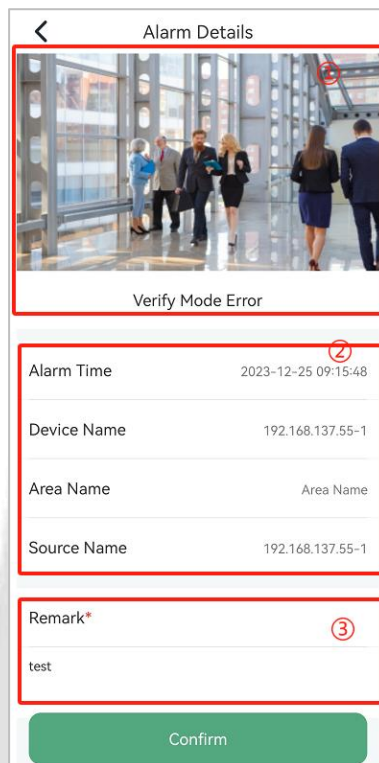 Alarm Details
①
Verify Mode Error
②
Alarm Time 2023-12-25 09:15:48
Device Name 192.168.137.55-1
Area Name Area Name
Source Name 192.168.137.55-1
Remark*
③
test
Confirm